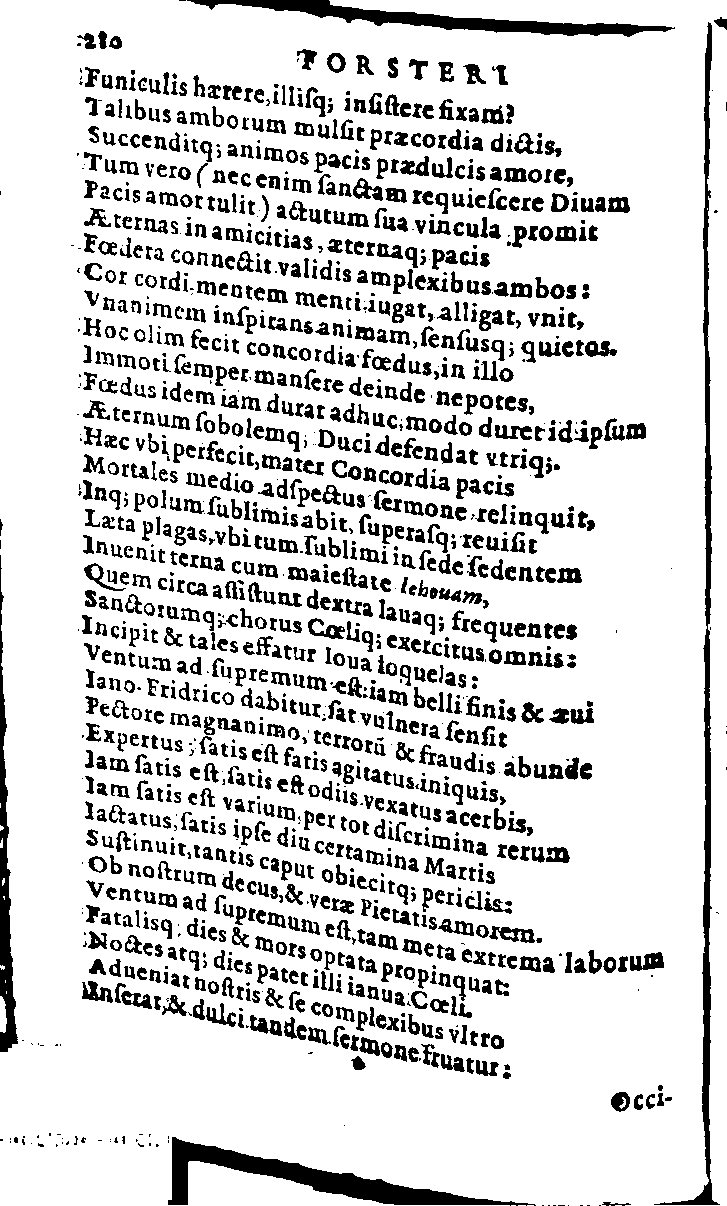 280
FORSTERI
Funiculis hærere, illiſq; inſiſtere fixam?
Talibus amborum mulſit præcordia dictis,
Succenditq; animos pacis prædulcis amore,
Tum vero (nec enim ſanctam requieſcere Diuam
Pacis amor tulit) actutum ſua vincula promit
Æternas in amicitias, æternaq; pacis
Fœdera connectit validis amplexibus ambos:
Cor cordi, mentem menti iugat, alligat, vnit,
Vnanimem inſpirans animam, ſenſusq; quietos.
Hoc olim fecit concordia fœdus, in illo
Immoti ſemper manſere deinde nepotes,
Fœdus idem iam durat adhuc, modo duret id ipſum
Æternum ſobolemq; Duci defendat vtriq;.
Hæc vbi perfecit, mater Concordia pacis
Mortales medio adſpectus ſermone relinquit,
Inq; polum ſublimis abit, ſuperaſq; reuiſit
Læta plagas, vbi tum ſublimi in ſede ſedentem
Inuenit terna cum maieſtate Iehouam,
Quem circa aſſiſtunt dextra læuaq; frequentes
Sanctorumq; chorus Cœliq; exercitus omnis:
Incipit & tales effatur Ioua loquelas:
Ventum ad ſupremum eſt: iam belli finis & æui
Iano-Fridrico dabitur, ſat vulnera ſenſit
Pectore magnanimo, terrorũ & fraudis abunde
Expertus; ſatis eſt fatis agitatus iniquis,
Iam ſatis eſt, ſatis eſt odiis vexatus acerbis,
Iam ſatis eſt varium, per tot diſcrimina rerum
Iactatus, ſatis ipſe diu certamina Martis
Suſtinuit, tantis caput obiecitq; periclis:
Ob noſtrum decus, & veræ Pietatis amorem.
Ventum ad ſupremum eſt, iam meta extrema laborum
Fatalisq; dies & mors optata propinquat:
Noctes atq; dies patet illi ianua Cœli.
Adueniat noſtris & ſe complexibus vltro
Inſerat, & dulci tandem ſermone fruatur:
Occi-